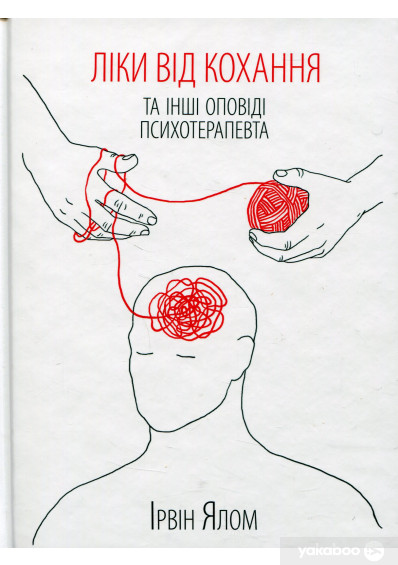 ЛІКИ ВІД КОХАННЯ
ТА ІНШІ ОПОВІДІ
ПСИХОТЕРАПЕВТА
ІРВІН ЯЛОМ
yakaboo